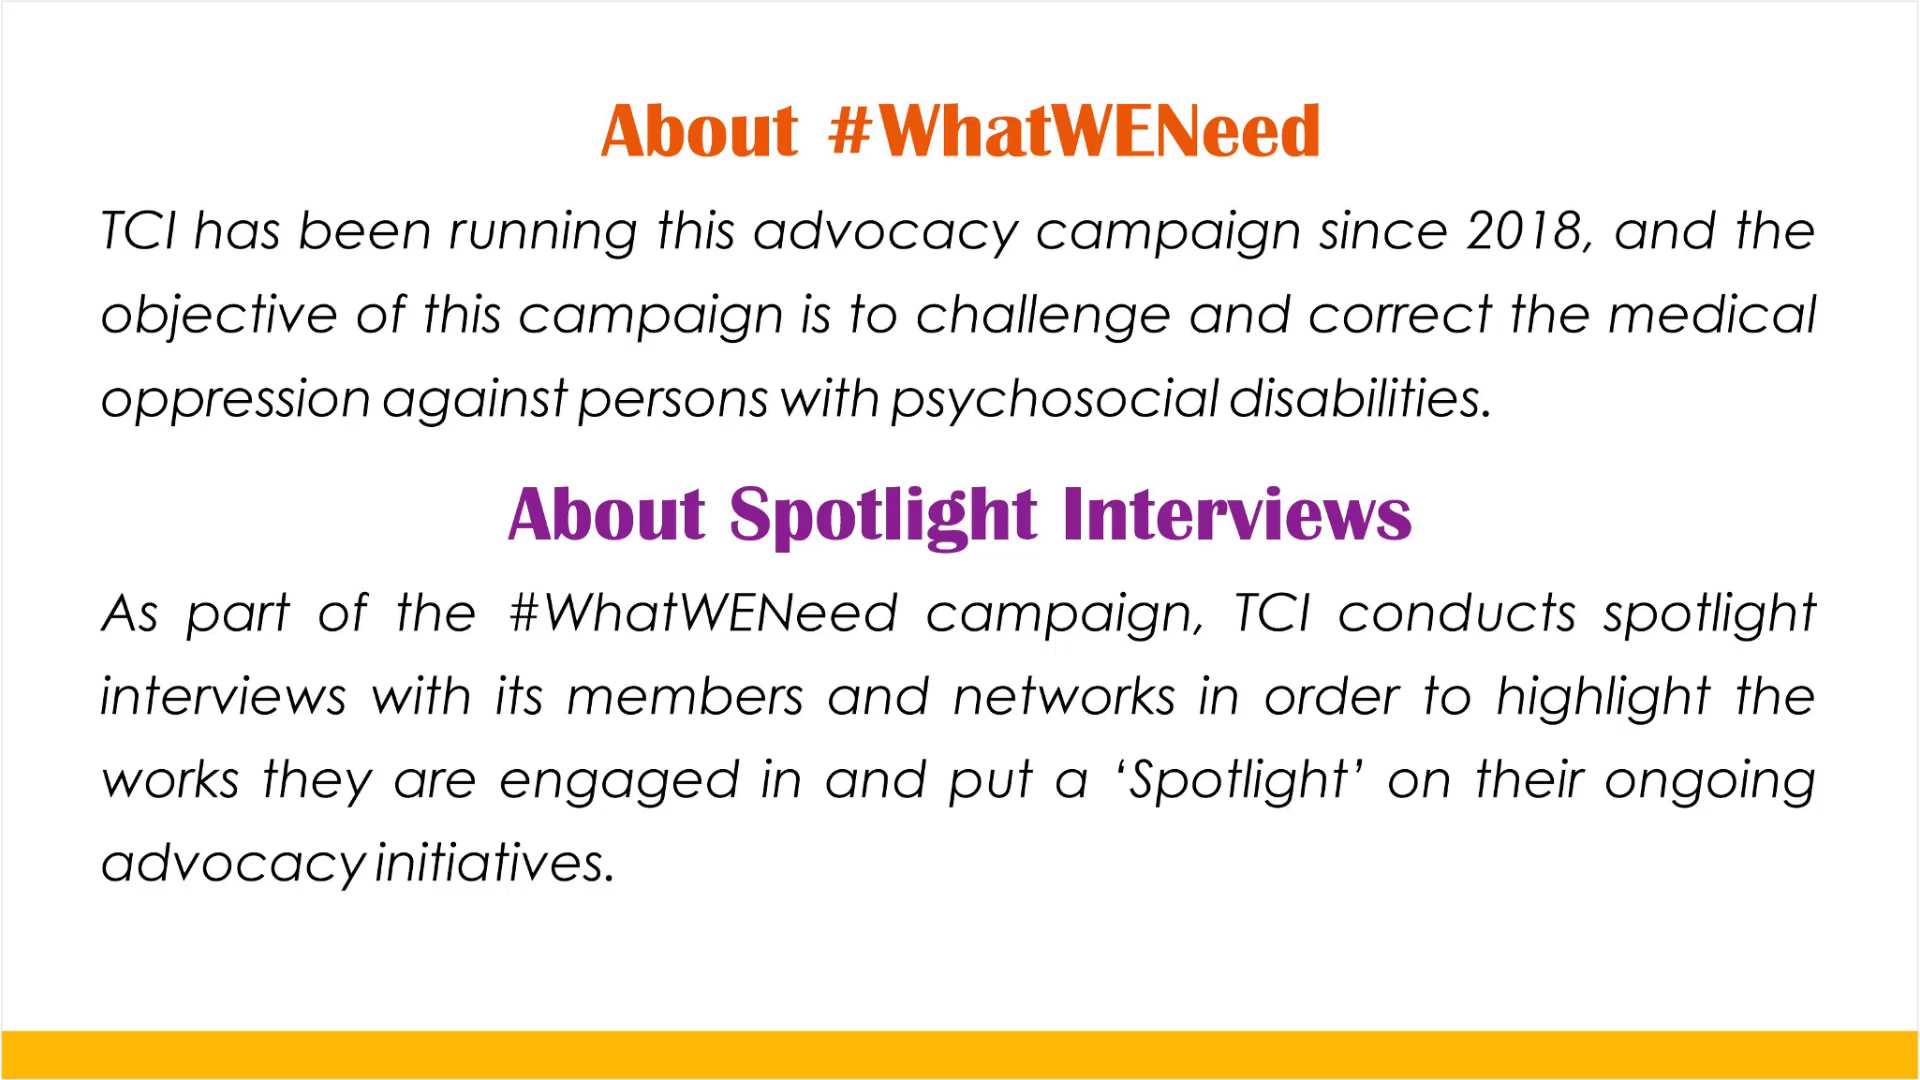 About #WhatWENeed
TCI has been running this advocacy campaign since 2018, and the
objective of this campaign is to challenge and correct the medical
oppression against persons with psychosocial disabilities.
About Spotlight Interviews
As part of the #WhatWENeed campaign, TCI conducts spotlight
interviews with its members and networks in order to highlight the
works they are engaged in and put a ‘Spotlight’ on their ongoing
advocacy initiatives.